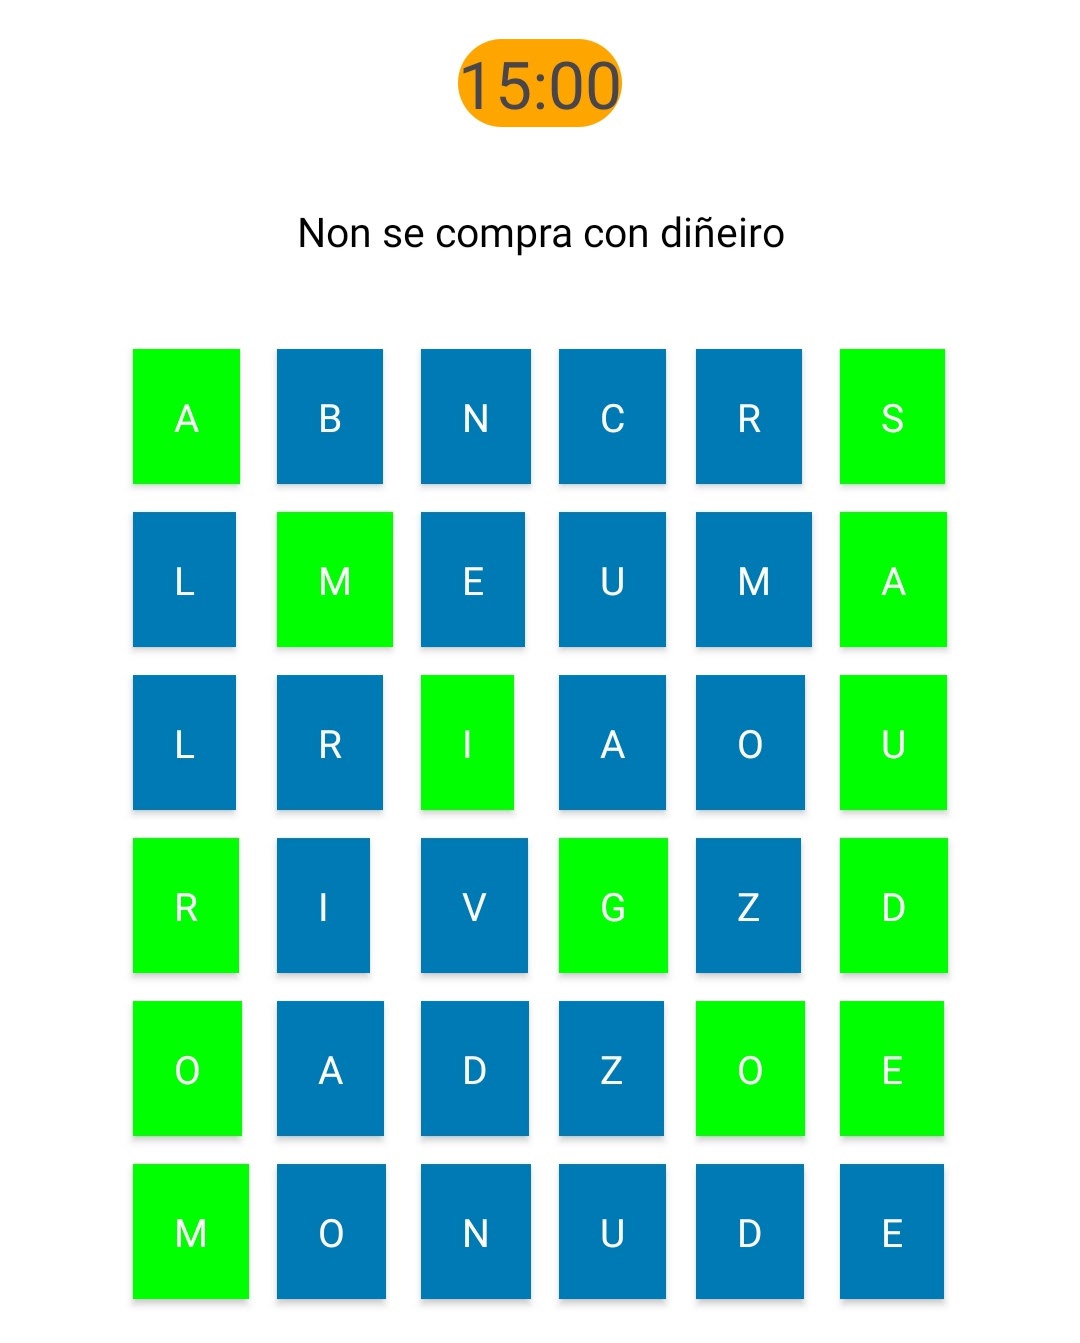 15:00
Non se compra con diñeiro
A B N C R S
L M E U M A
L R I A O U
R I V G Z D
O A D Z O E
M O N U D E